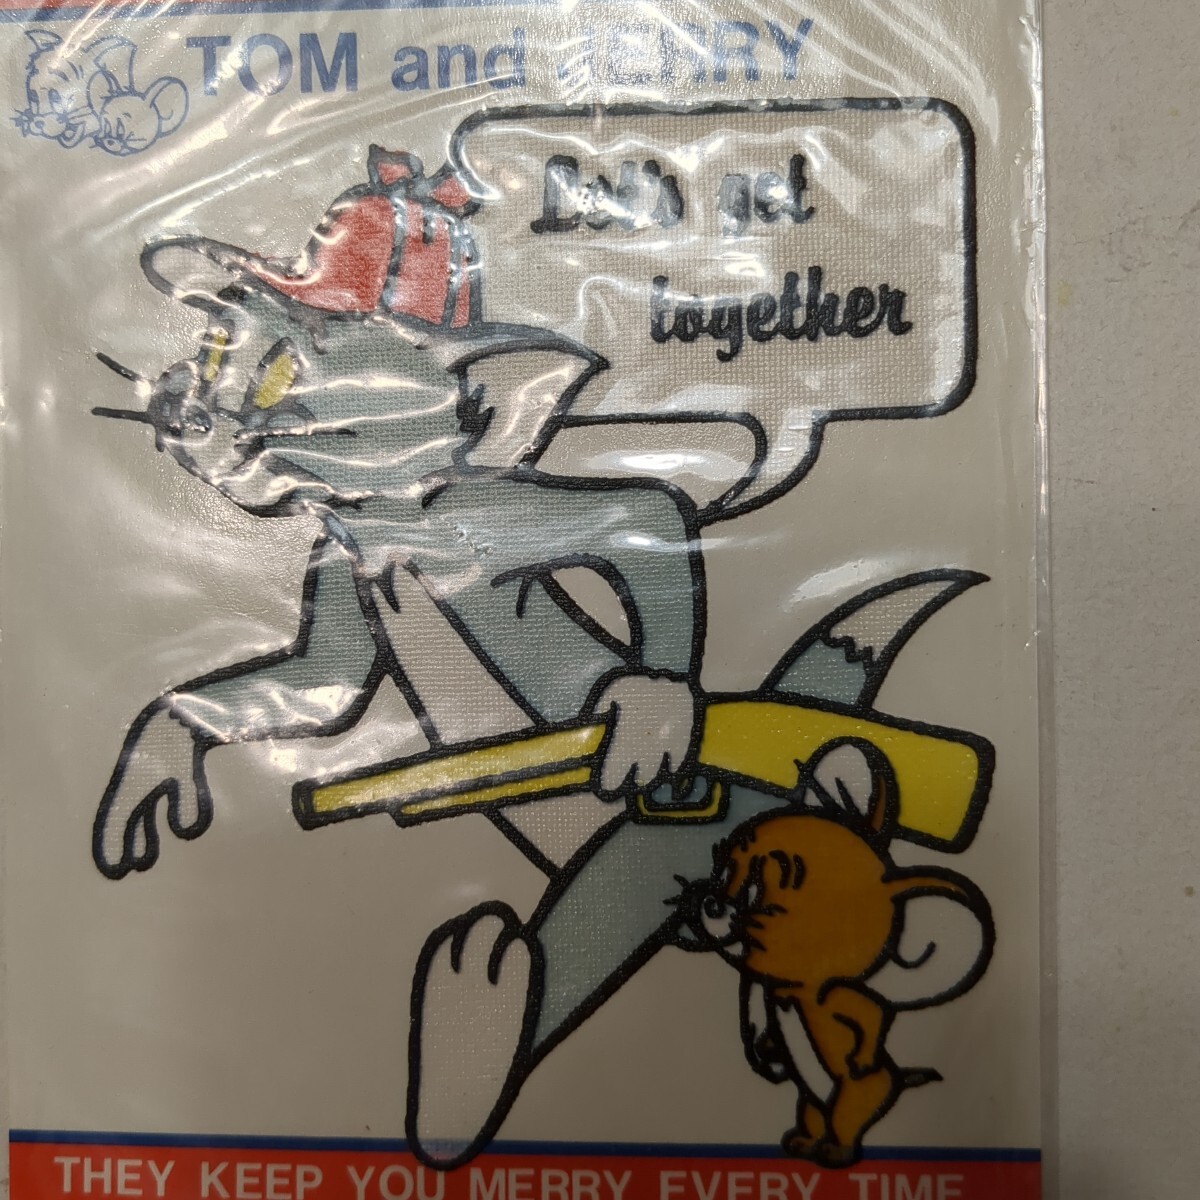 TOM and JERRY
Let's get
together
THEY KEEP YOU MERRY EVERY TIME